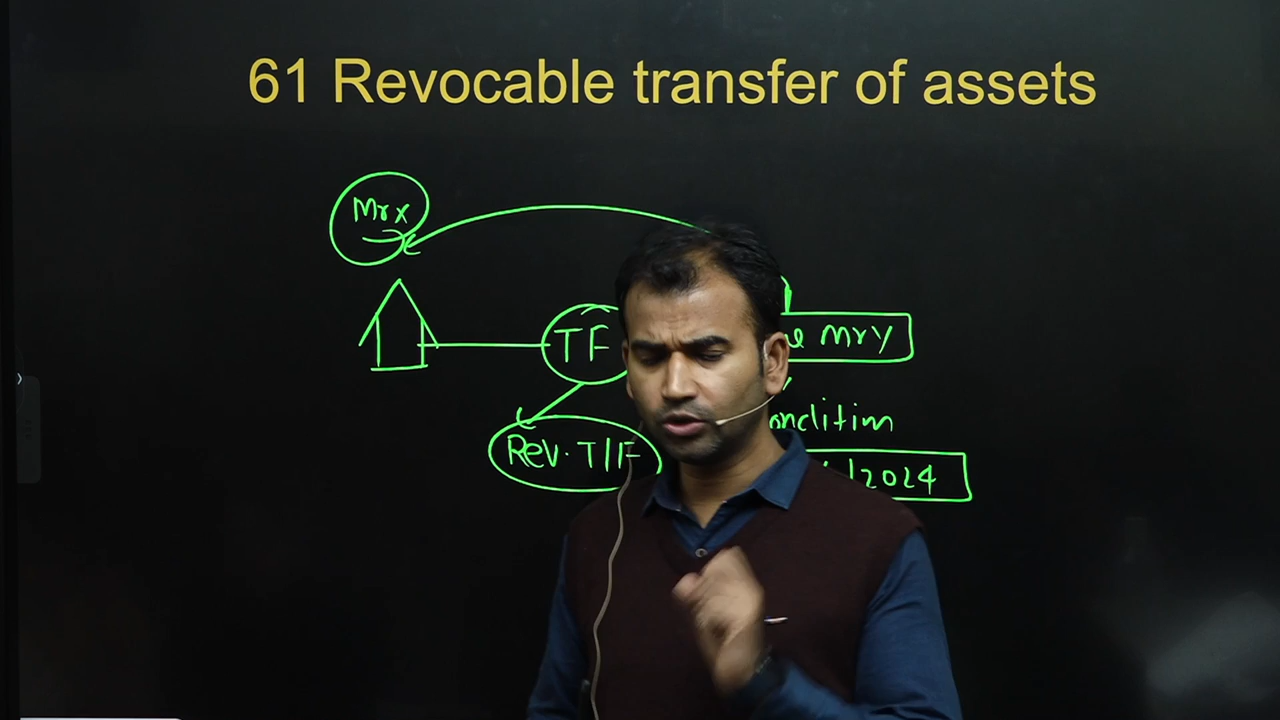 61 Revocable transfer of assets
Mr x
TF
Mr Y
Rev. T/F
2024